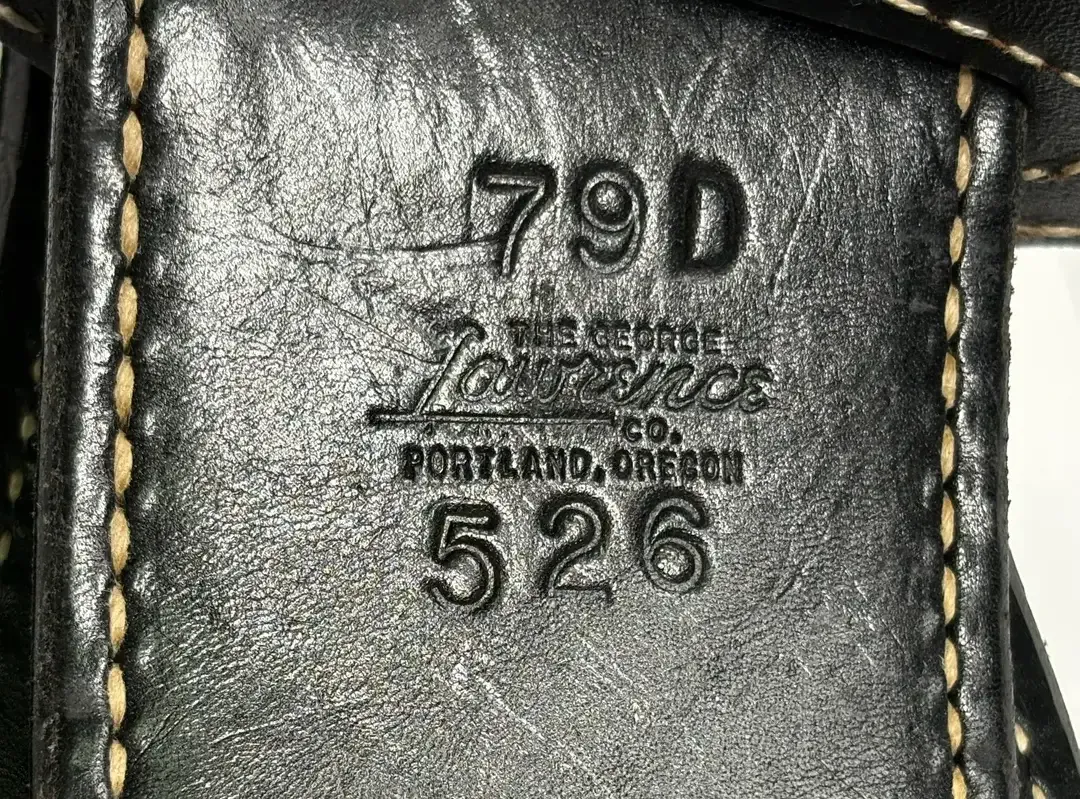 79D
THE GEORGE
Lawrence
CO.
PORTLAND, OREGON
526